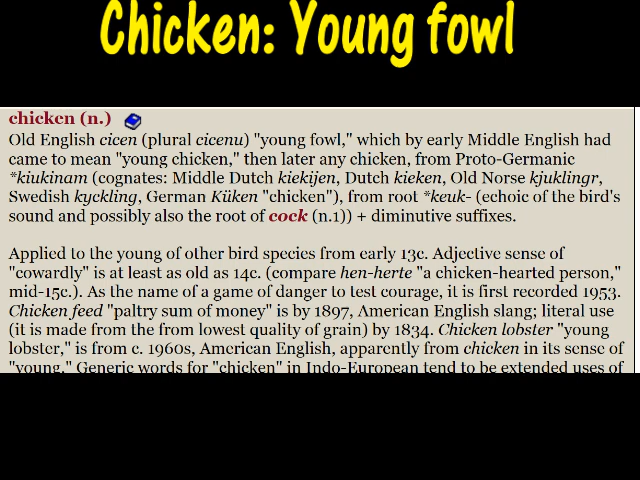 Chicken: Young fowl
chicken (n.)
Old English cicen (plural cicenu) "young fowl," which by early Middle English had
came to mean "young chicken," then later any chicken, from Proto-Germanic
*kiukinam (cognates: Middle Dutch kiekijen, Dutch kieken, Old Norse kjuklingr,
Swedish kyckling, German Küken "chicken"), from root *keuk- (echoic of the bird's
sound and possibly also the root of cock (n.1)) + diminutive suffixes.
Applied to the young of other bird species from early 13c. Adjective sense of
"cowardly" is at least as old as 14c. (compare hen-herte "a chicken-hearted person,"
mid-15c.). As the name of a game of danger to test courage, it is first recorded 1953.
Chicken feed "paltry sum of money" is by 1897, American English slang; literal use
(it is made from the from lowest quality of grain) by 1834. Chicken lobster "young
lobster," is from c. 1960s, American English, apparently from chicken in its sense of
"young." Generic words for "chicken" in Indo-European tend to be extended uses of